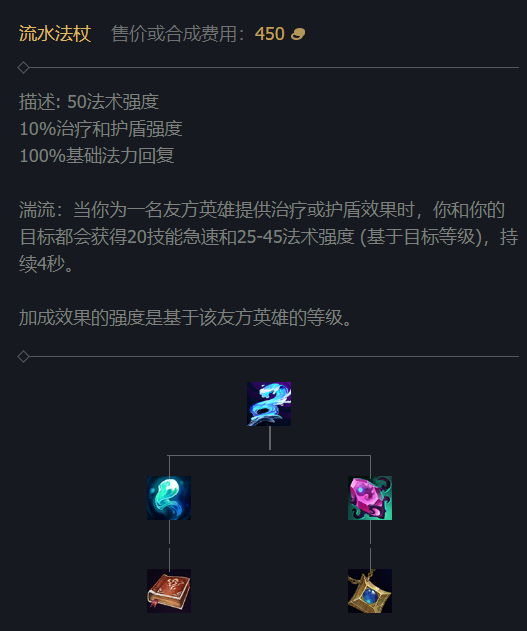 流水法杖 售价或合成费用：450
描述: 50法术强度
10%治疗和护盾强度
100%基础法力回复
湍流：当你为一名友方英雄提供治疗或护盾效果时，你和你的
目标都会获得20技能急速和25-45法术强度 (基于目标等级)，持
续4秒。
加成效果的强度是基于该友方英雄的等级。